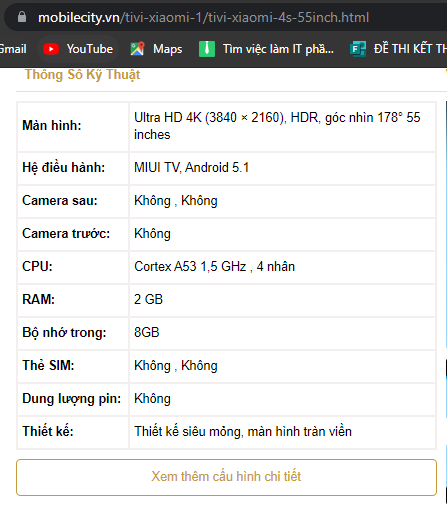 mobilecity.vn/tivi-xiaomi-1/tivi-xiaomi-4s-55inch.html
Gmail YouTube Maps Tìm việc làm IT phầ... ĐỀ THI KẾT TH
Thông Số Kỹ Thuật
Màn hình: Ultra HD 4K (3840 × 2160), HDR, góc nhìn 178° 55
inches
Hệ điều hành: MIUI TV, Android 5.1
Camera sau: Không , Không
Camera trước: Không
CPU: Cortex A53 1,5 GHz , 4 nhân
RAM: 2 GB
Bộ nhớ trong: 8GB
Thẻ SIM: Không , Không
Dung lượng pin: Không
Thiết kế: Thiết kế siêu mỏng, màn hình tràn viền
Xem thêm cấu hình chi tiết